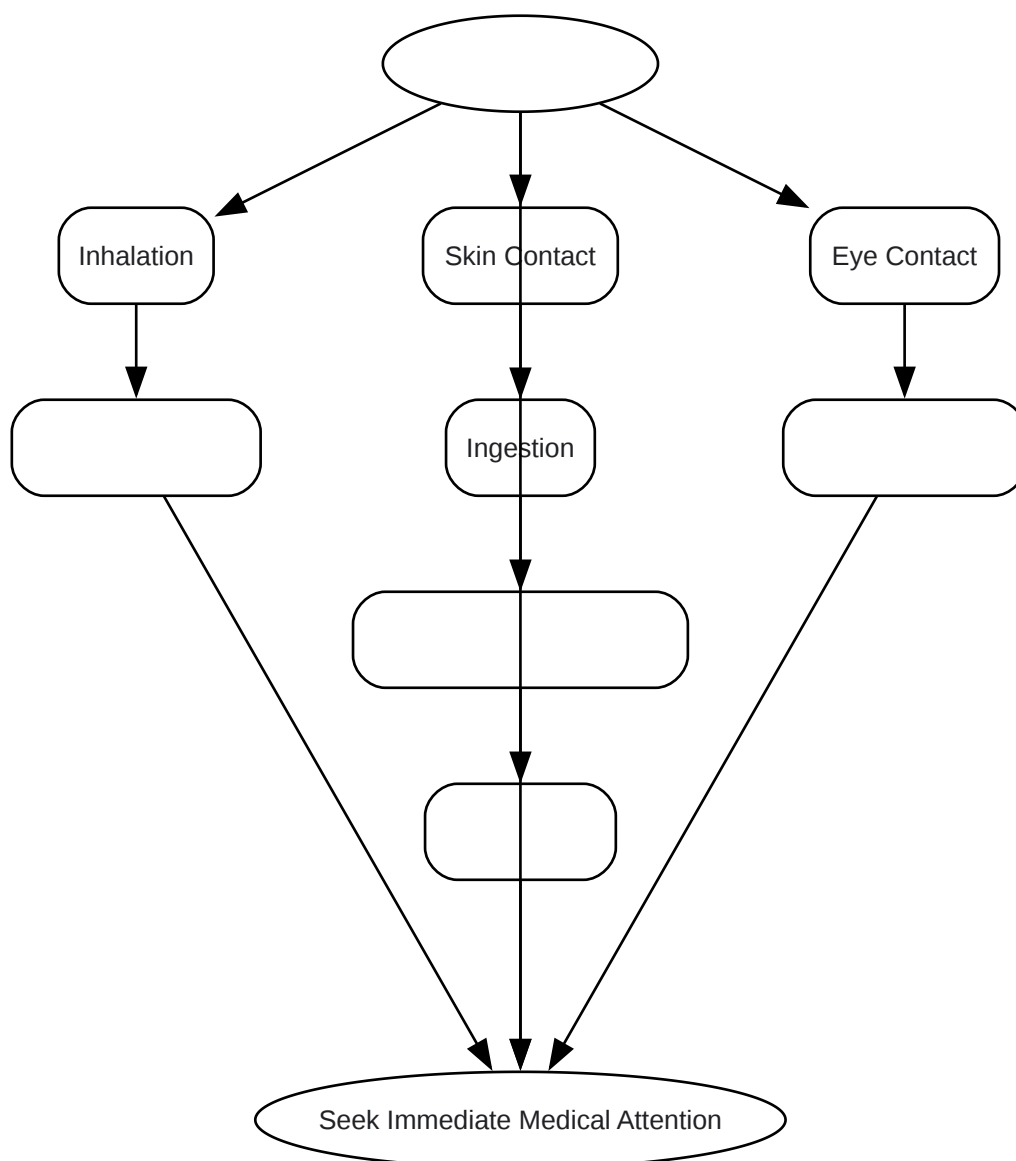 Inhalation
Skin Contact
Eye Contact
Ingestion
Seek Immediate Medical Attention